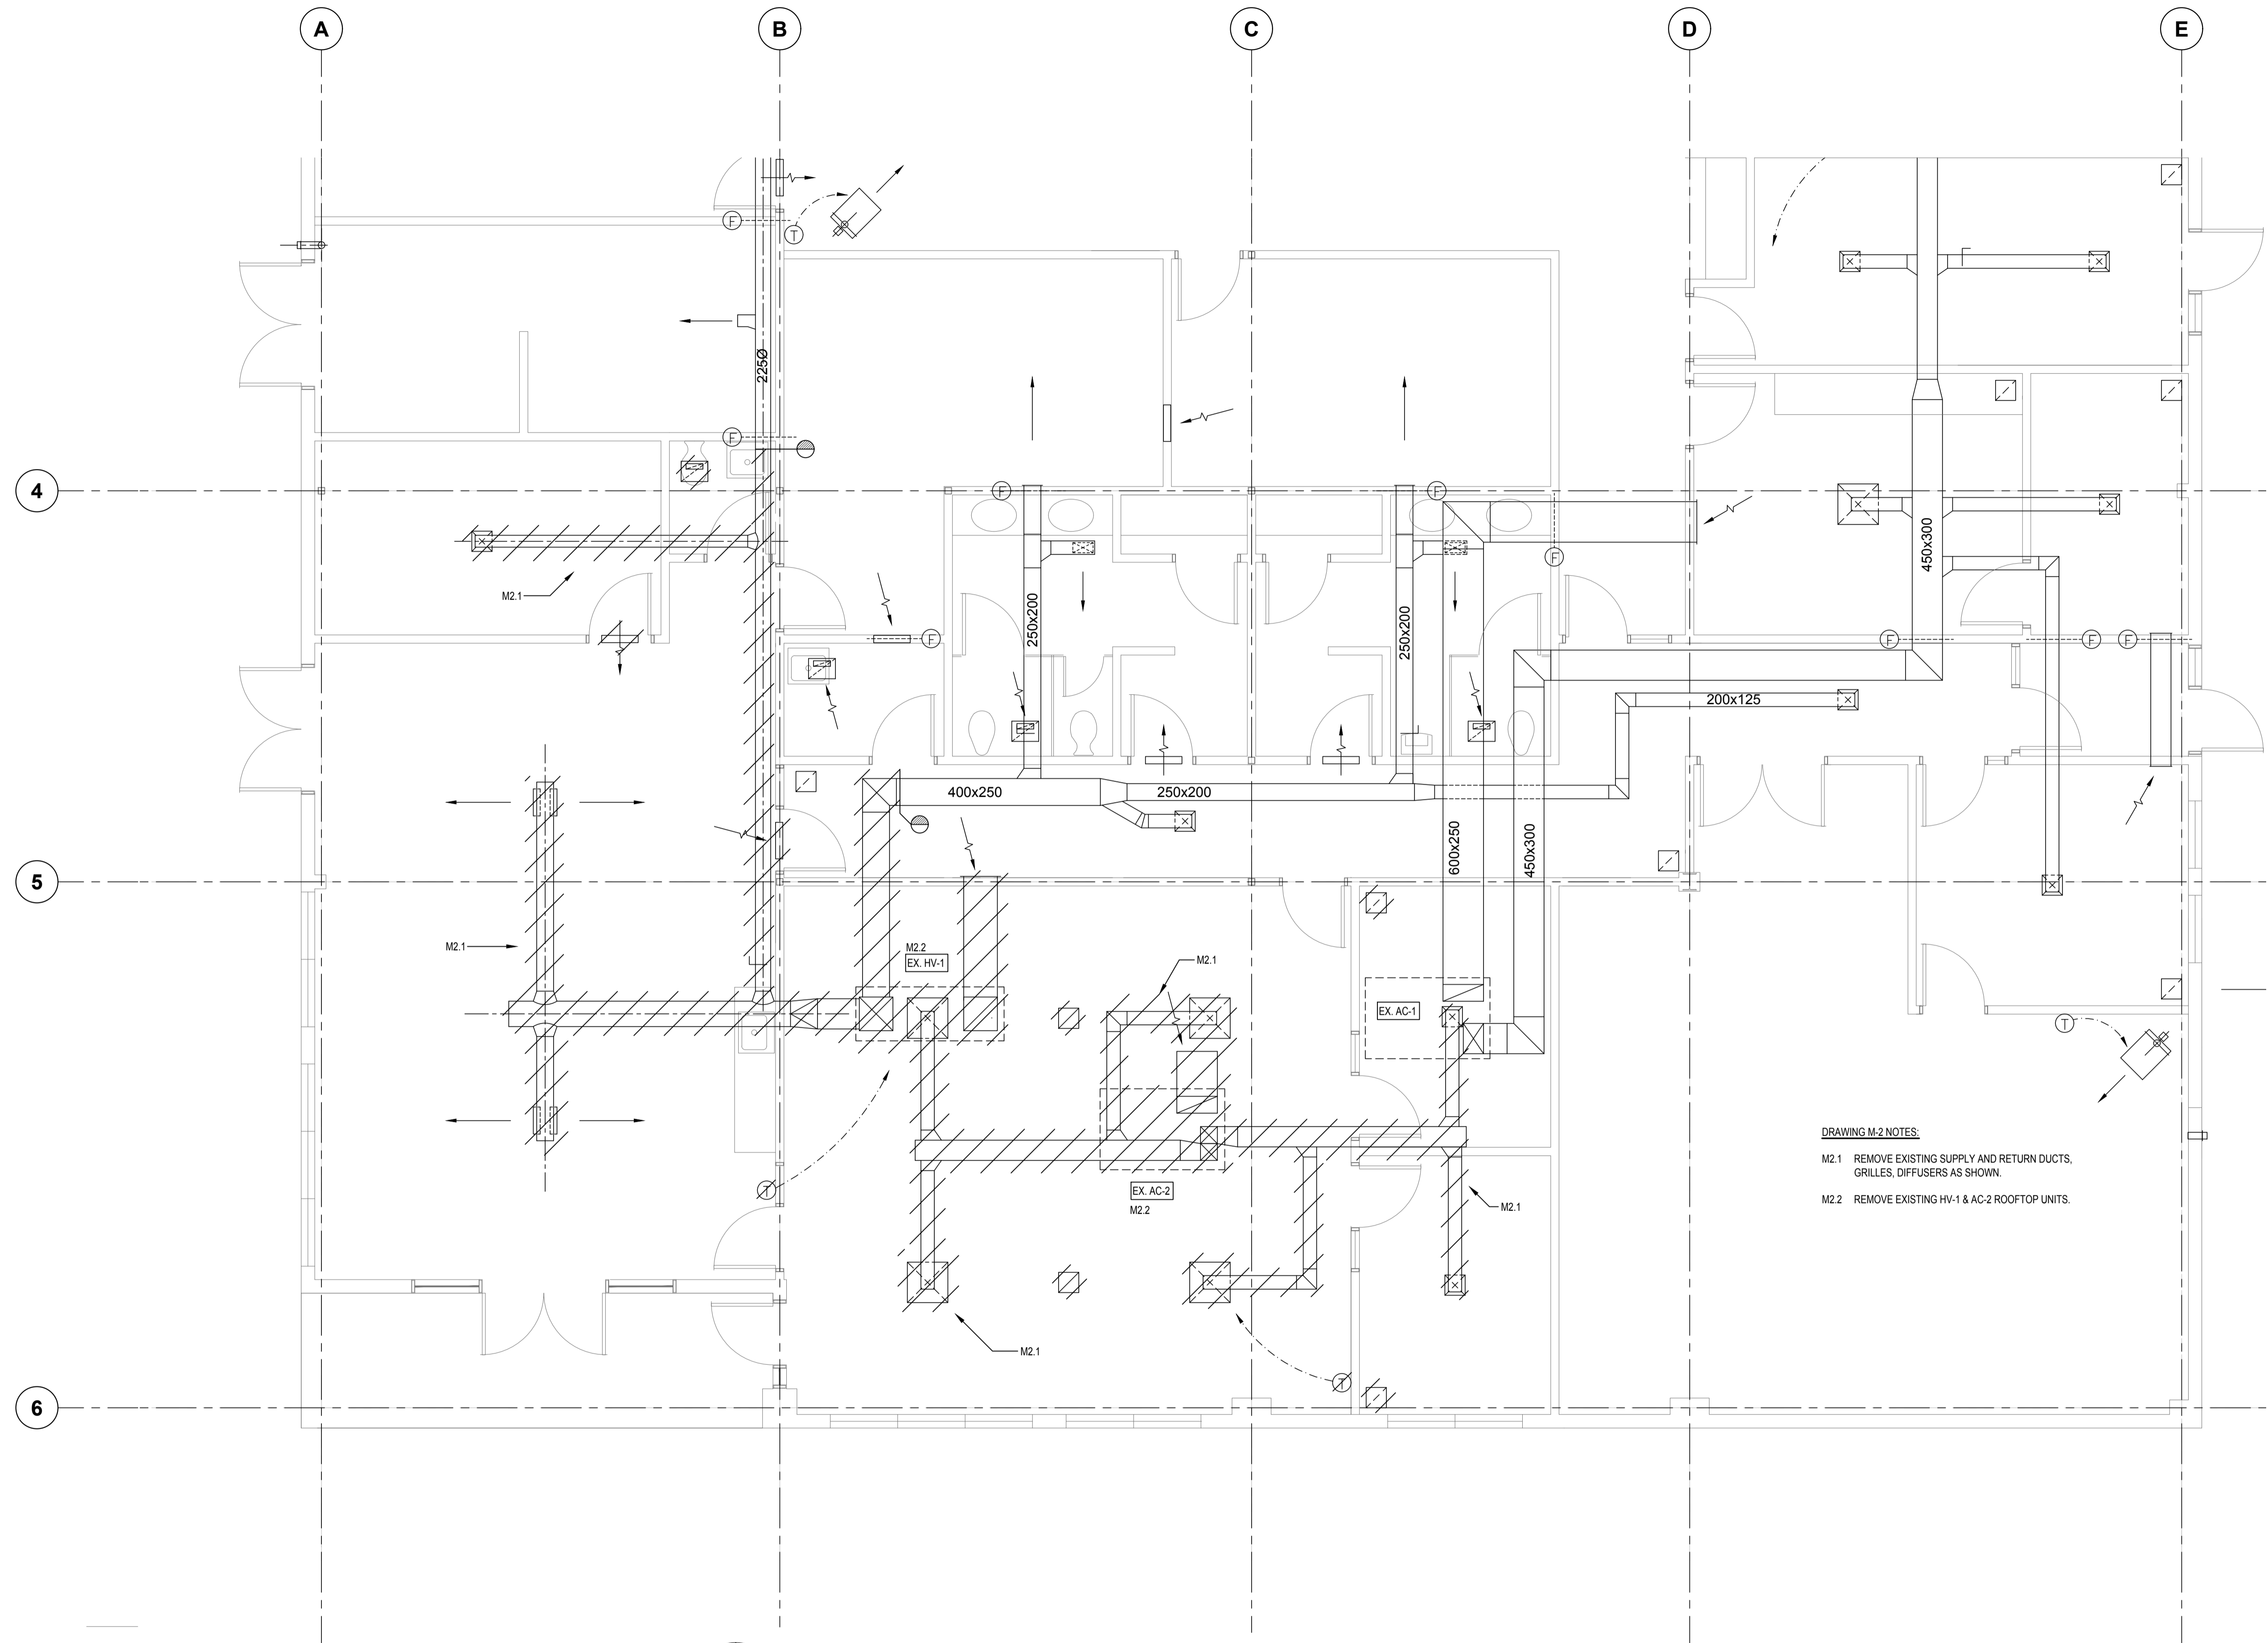 A
B
C
D
E
F
T
225Ø
F
4
F
F
450x300
F
M2.1
250x200
250x200
F
F
F
F
200x125
400x250
250x200
600x250
450x300
5
M2.1
M2.2
EX. HV-1
M2.1
EX. AC-1
T
DRAWING M-2 NOTES:
M2.1 REMOVE EXISTING SUPPLY AND RETURN DUCTS,
GRILLES, DIFFUSERS AS SHOWN.
T
EX. AC-2
M2.2
M2.1
M2.2 REMOVE EXISTING HV-1 & AC-2 ROOFTOP UNITS.
M2.1
T
6